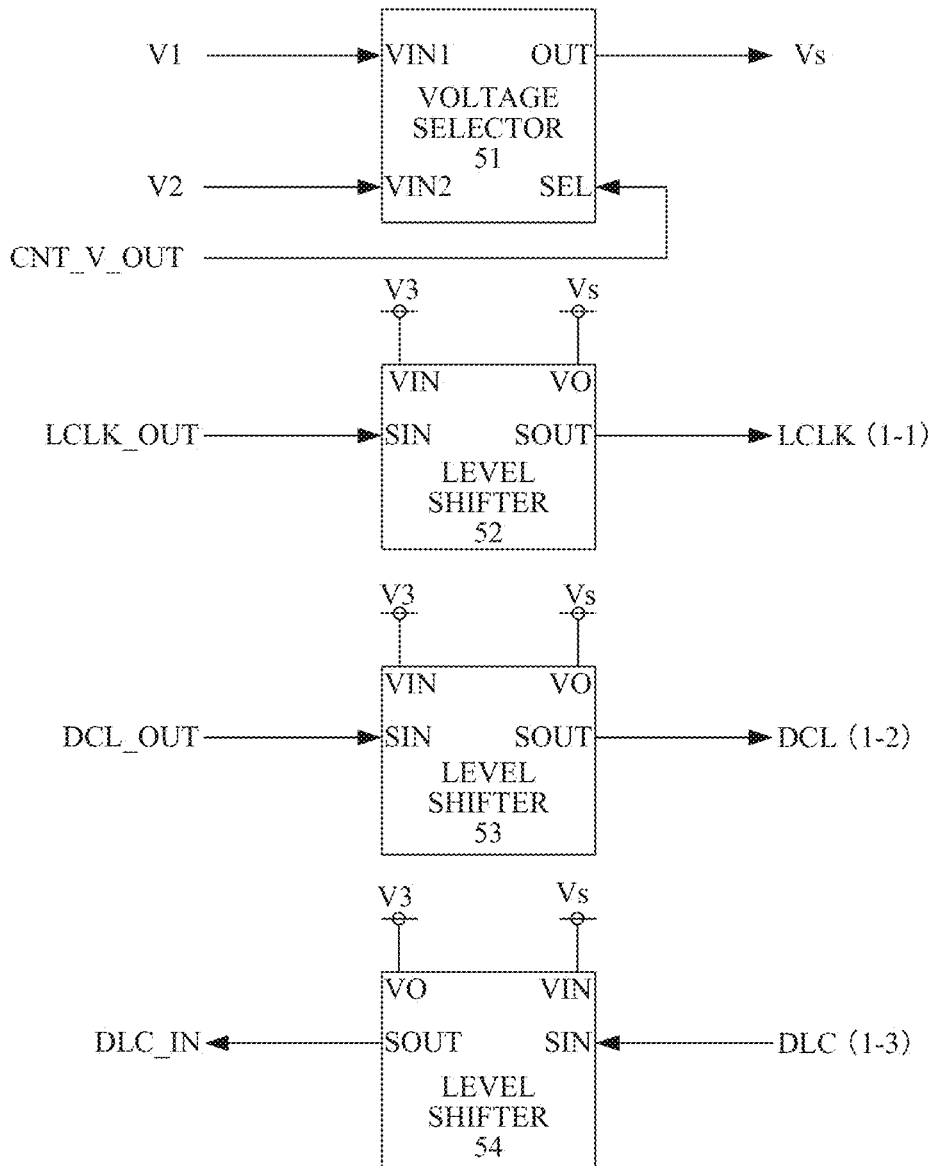 V1 VIN1 OUT Vs
VOLTAGE
SELECTOR
51
V2 VIN2 SEL
CNT_V_OUT
V3 Vs
VIN VO
LCLK_OUT SIN SOUT LCLK (1-1)
LEVEL
SHIFTER
52
V3 Vs
VIN VO
DCL_OUT SIN SOUT DCL (1-2)
LEVEL
SHIFTER
53
V3 Vs
VO VIN
DLC_IN SOUT SIN DLC (1-3)
LEVEL
SHIFTER
54